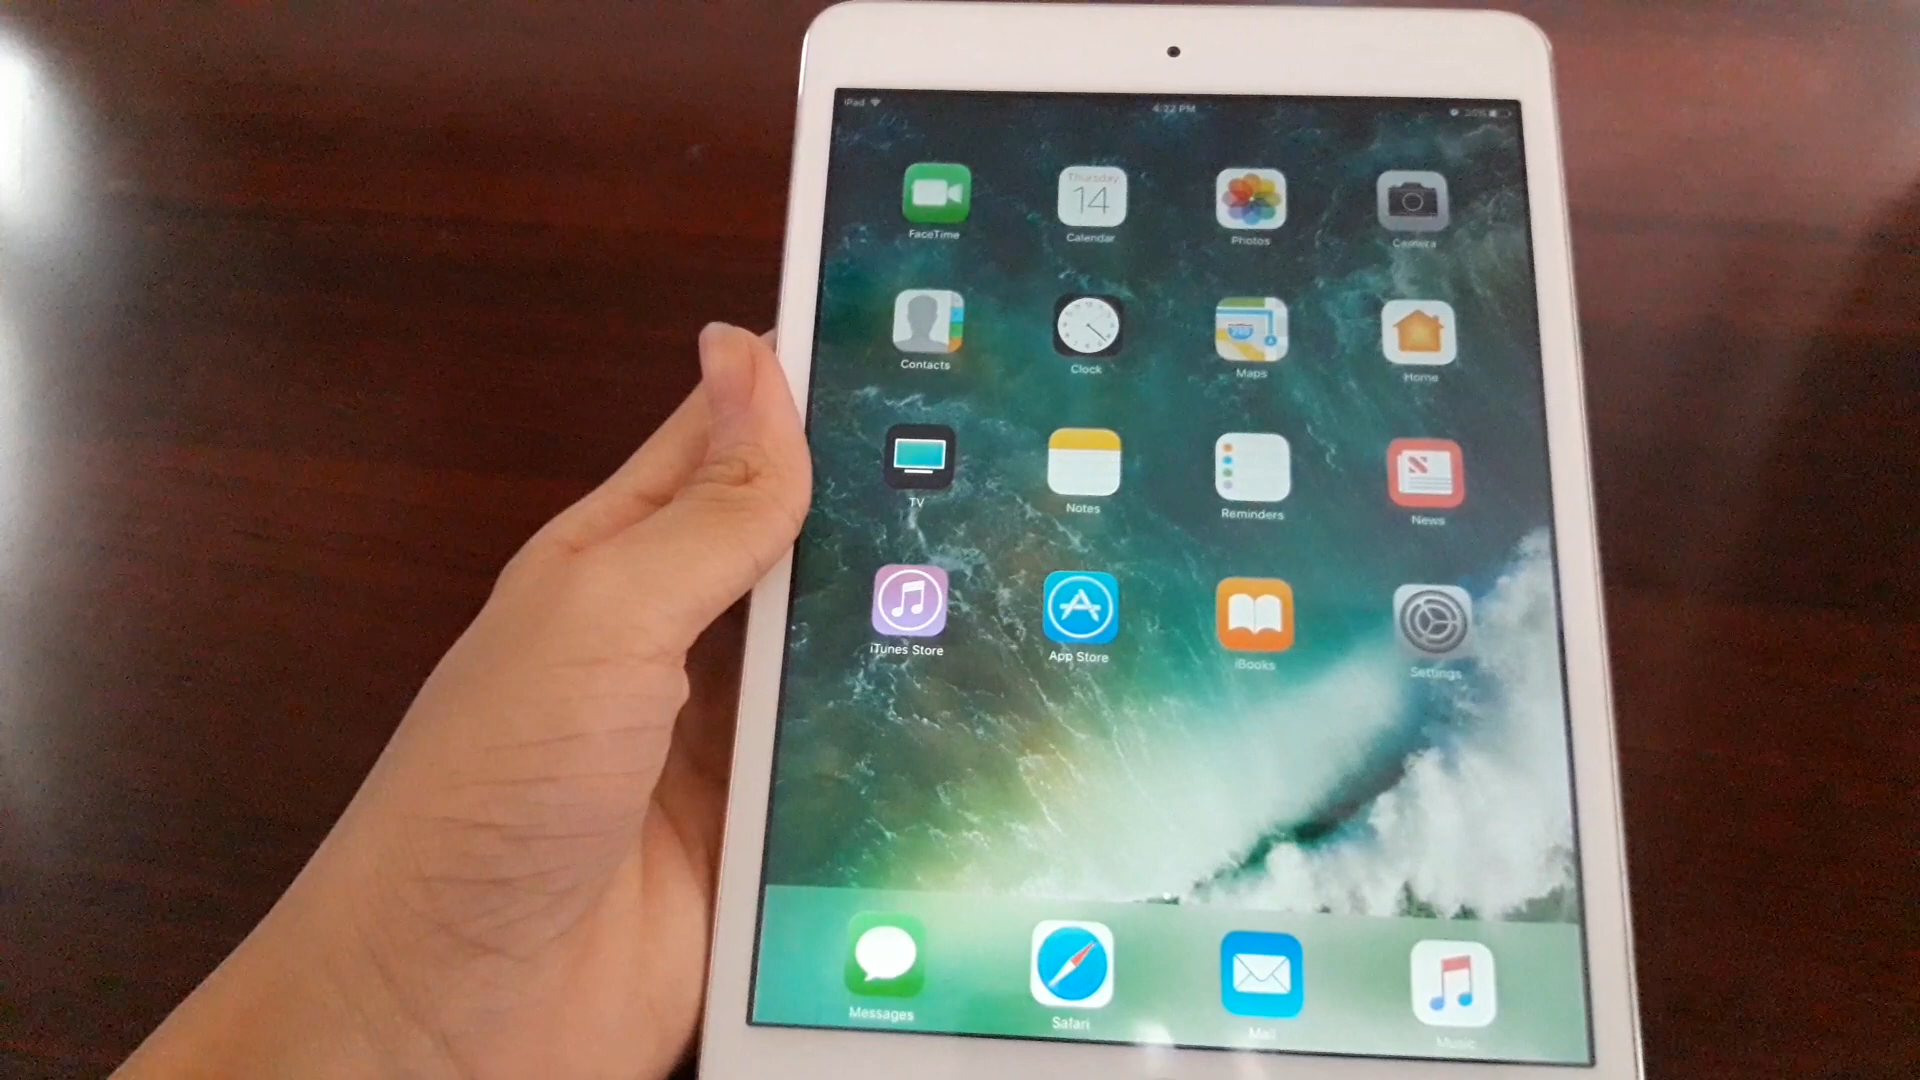 iPad 4:22 PM
Thursday
14
FaceTime Calendar Photos Camera
280
Contacts Clock Maps Home
TV Notes Reminders News
iTunes Store App Store iBooks Settings
Messages Safari Mail Music